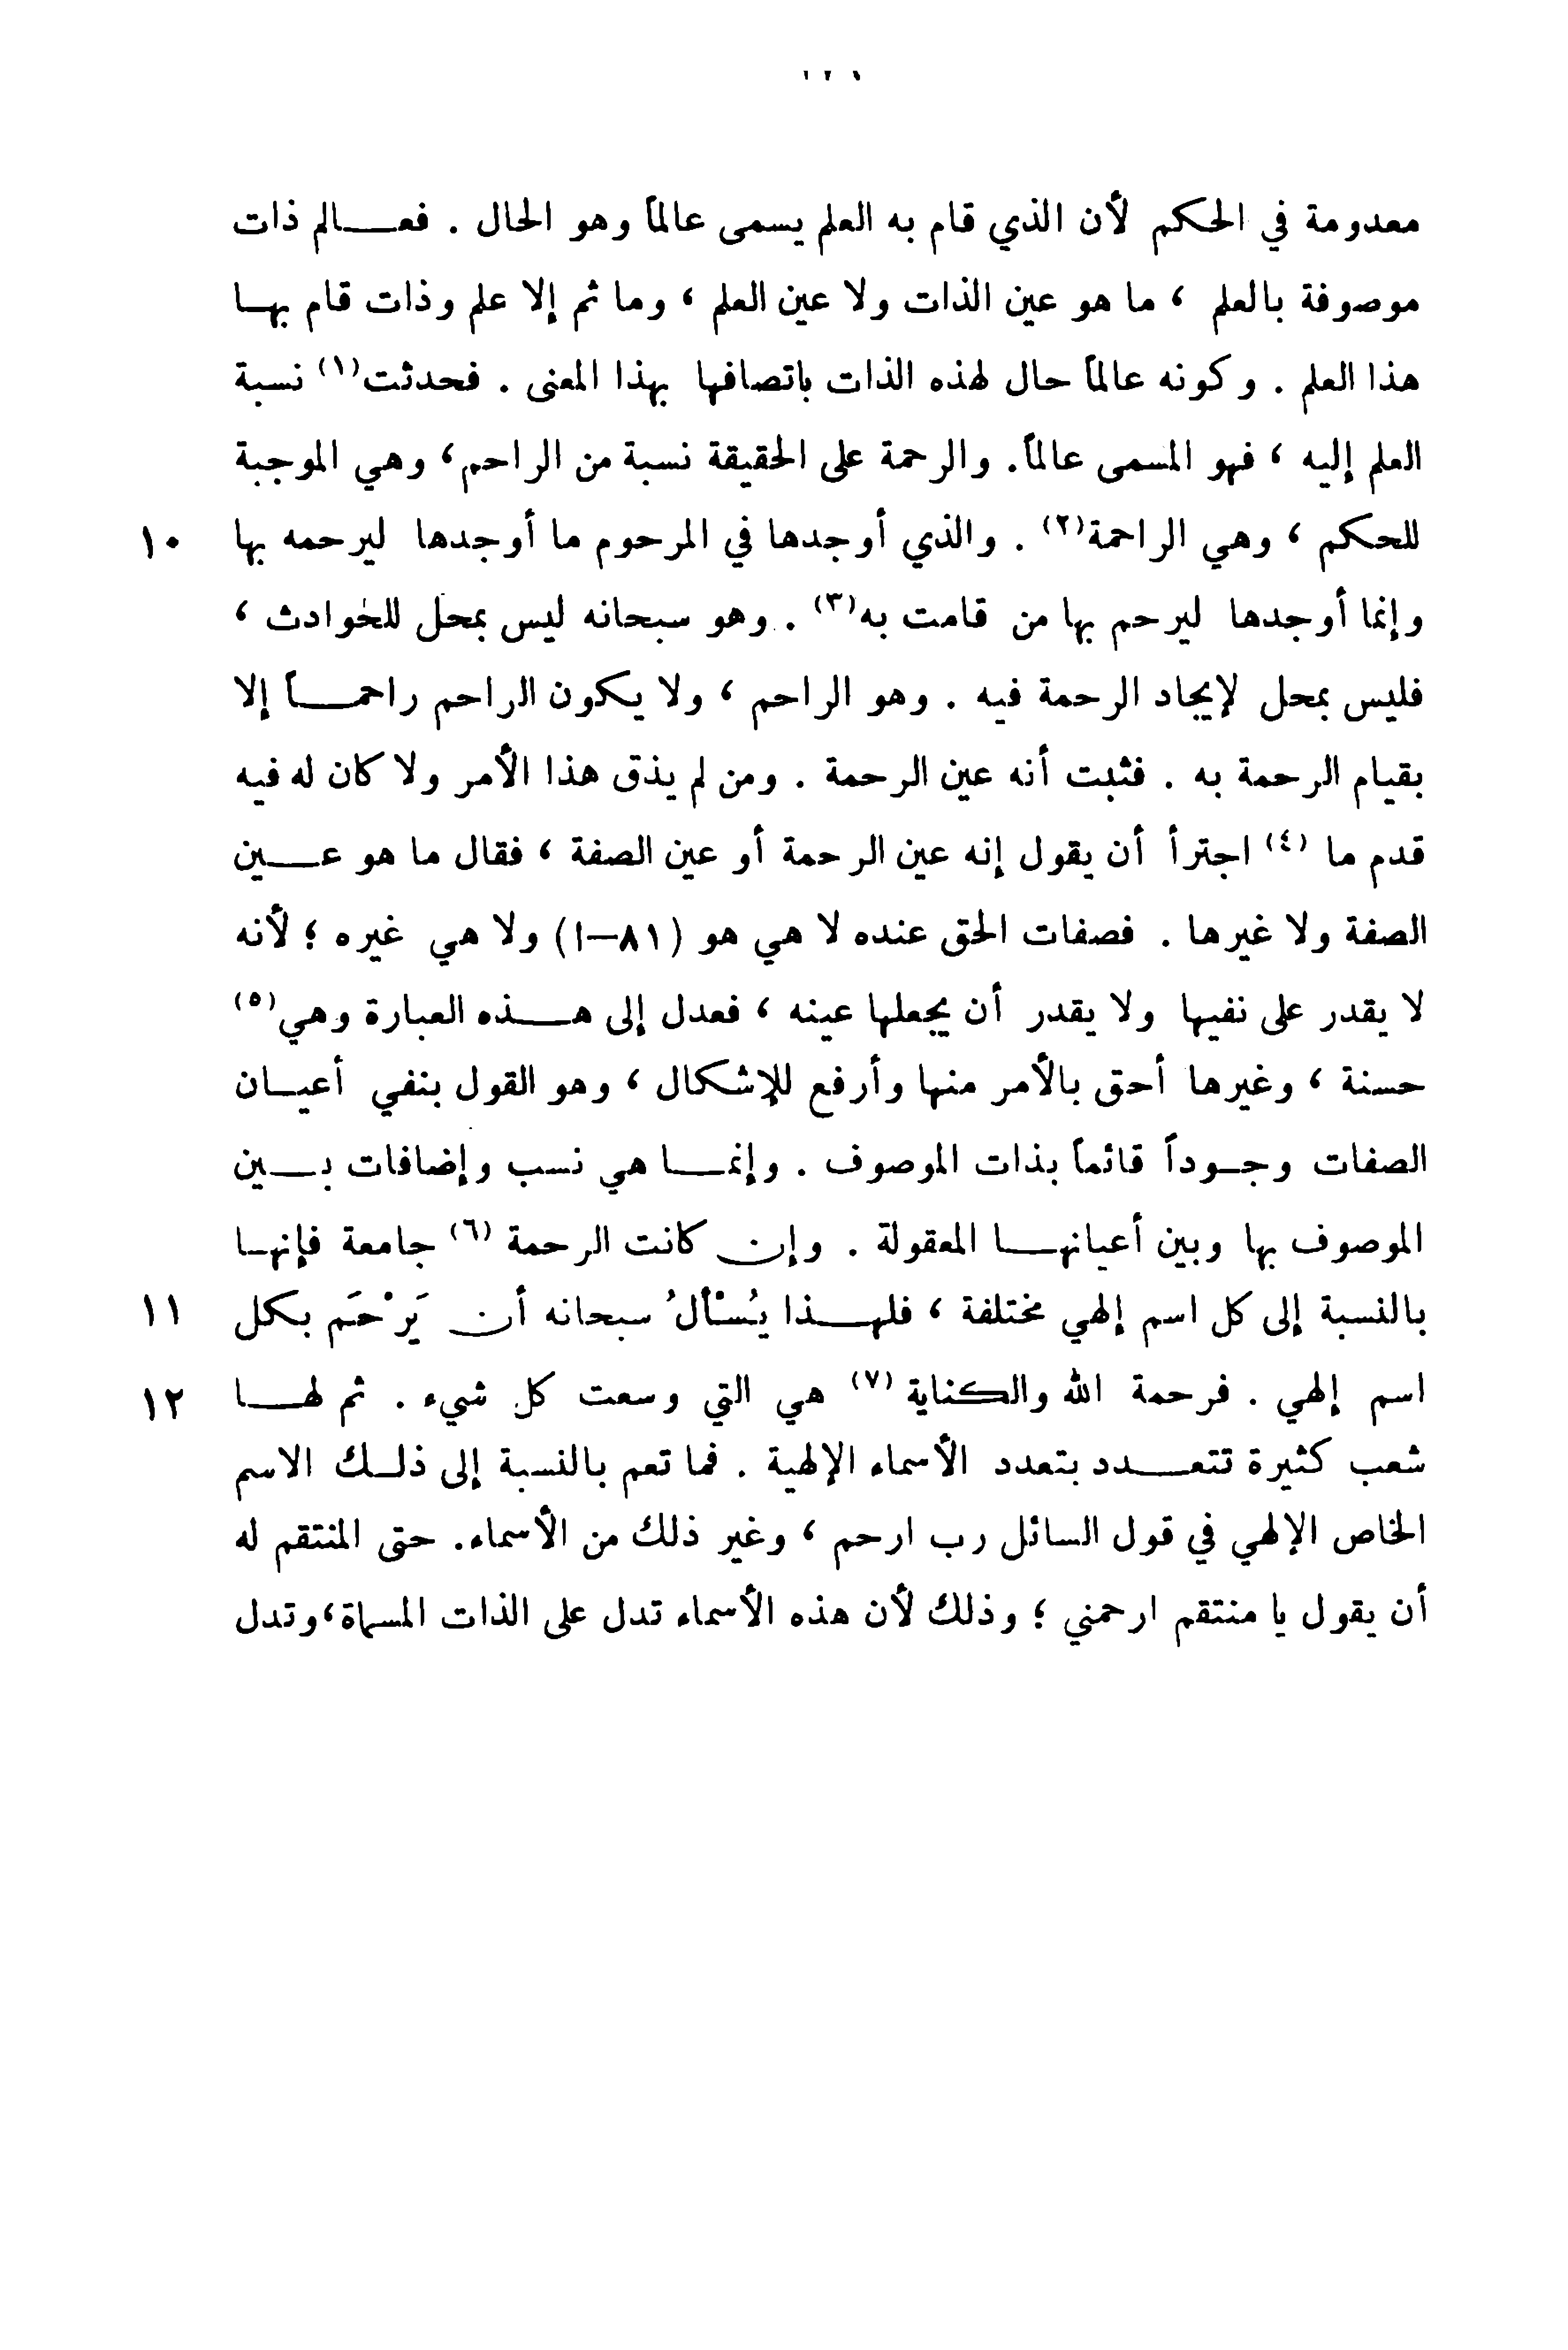 معدومة في الحكم لأن الذي قام به العلم يسمى عالماً وهو الحال . فعالم ذات
موصوفة بالعلم ، ما هو عين الذات ولا عين العلم ، وما ثم إلا علم وذات قام بها
هذا العلم . وكونه عالماً حال لهذه الذات باتصافها بهذا المعنى . فحدثت(١) نسبة
العلم إليه ، فهو المسمى عالماً. والرحمة على الحقيقة نسبة من الراحم، وهي الموجبة
للحكم ، وهي الراحمة(٢) . والذي أوجدها في المرحوم ما أوجدها ليرحمه بها ١٠
وإنما أوجدها ليرحم بها من قامت به(٣) . وهو سبحانه ليس بمحل للحوادث ،
فليس بمحل لإيجاد الرحمة فيه . وهو الراحم ، ولا يكون الراحم راحماً إلا
بقيام الرحمة به . فثبت أنه عين الرحمة . ومن لم يذق هذا الأمر ولا كان له فيه
قدم ما (٤) اجترأ أن يقول إنه عين الرحمة أو عين الصفة ، فقال ما هو عين
الصفة ولا غيرها . فصفات الحق عنده لا هي هو (٨١–ا) ولا هي غيره ؛ لأنه
لا يقدر على نفيها ولا يقدر أن يجعلها عينه ، فعدل إلى هذه العبارة وهي(٥)
حسنة ، وغيرها أحق بالأمر منها وأرفع للإشكال ، وهو القول بنفي أعيان
الصفات وجوداً قائماً بذات الموصوف . وإنما هي نسب وإضافات بين
الموصوف بها وبين أعيانها المعقولة . وإن كانت الرحمة (٦) جامعة فإنها
بالنسبة إلى كل اسم إلهي مختلفة ، فلهذا يُسْأَلُ سبحانه أن يَرْحَم بكل ١١
اسم إلهي . فرحمة الله والكناية (٧) هي التي وسعت كل شيء . ثم لها ١٢
شعب كثيرة تتعدد بتعدد الأسماء الإلهية . فما تعم بالنسبة إلى ذلك الاسم
الخاص الإلهي في قول السائل رب ارحم ، وغير ذلك من الأسماء. حتى المنتقم له
أن يقول يا منتقم ارحمني ؛ وذلك لأن هذه الأسماء تدل على الذات المسماة،وتدل